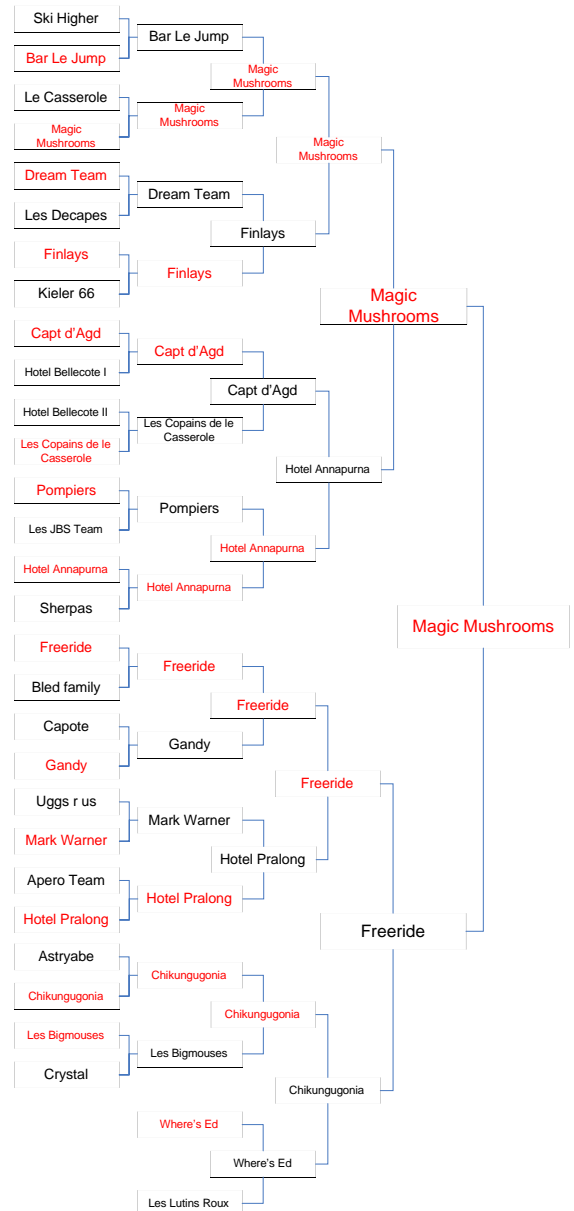 Ski Higher
Bar Le Jump
Bar Le Jump
Magic
Mushrooms
Le Casserole
Magic
Mushrooms
Magic
Mushrooms
Magic
Mushrooms
Dream Team
Dream Team
Les Decapes
Finlays
Finlays
Finlays
Kieler 66
Magic
Mushrooms
Capt d'Agd
Capt d'Agd
Hotel Bellecote I
Capt d'Agd
Hotel Bellecote II
Les Copains de le
Casserole
Les Copains de le
Casserole
Hotel Annapurna
Pompiers
Pompiers
Les JBS Team
Hotel Annapurna
Hotel Annapurna
Hotel Annapurna
Sherpas
Magic Mushrooms
Freeride
Freeride
Bled family
Freeride
Capote
Gandy
Gandy
Freeride
Uggs r us
Mark Warner
Mark Warner
Hotel Pralong
Apero Team
Hotel Pralong
Hotel Pralong
Freeride
Astryabe
Chikungugonia
Chikungugonia
Chikungugonia
Les Bigmouses
Les Bigmouses
Crystal
Chikungugonia
Where's Ed
Where's Ed
Les Lutins Roux